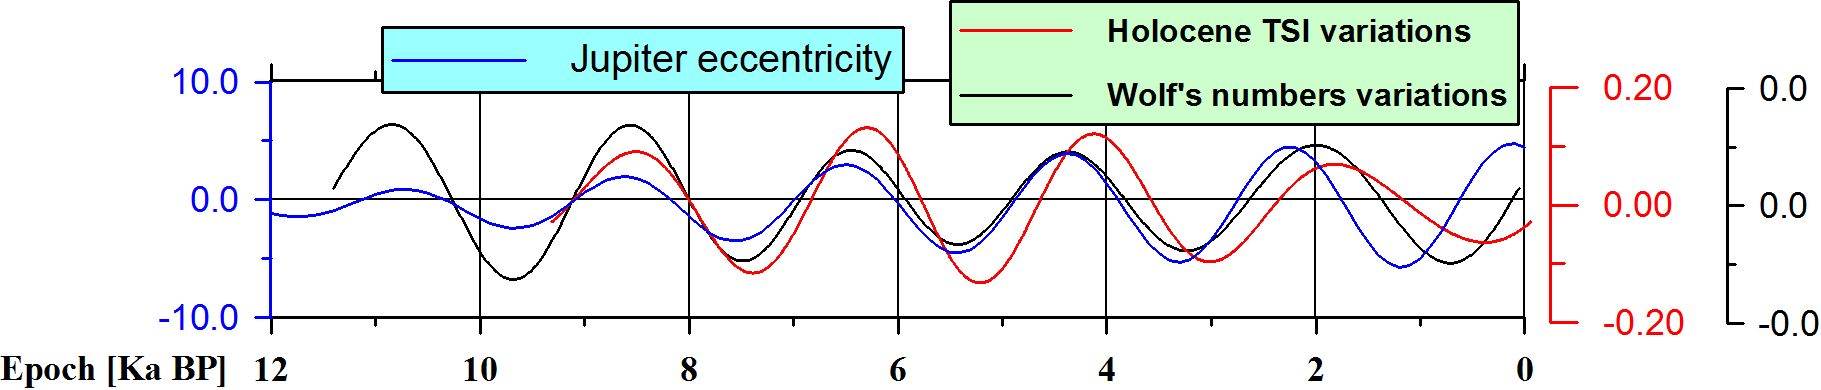 Jupiter eccentricity
Holocene TSI variations
Wolf's numbers variations
10.0
0.0
-10.0
0.20
0.00
-0.20
0.0
0.0
-0.0
Epoch [Ka BP] 12 10 8 6 4 2 0